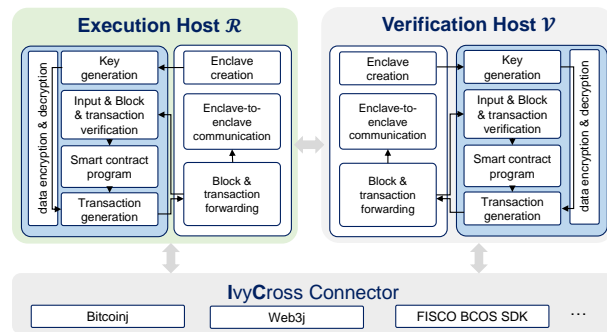 Execution Host R
Key
generation
Enclave
creation
data encryption & decryption
Input & Block
& transaction
verification
Enclave-to-
enclave
communication
Smart contract
program
Transaction
generation
Block &
transaction
forwarding
Verification Host V
Enclave
creation
Key
generation
Enclave-to-
enclave
communication
Input & Block
& transaction
verification
Smart contract
program
Block &
transaction
forwarding
Transaction
generation
data encryption & decryption
IvyCross Connector
Bitcoinj
Web3j
FISCO BCOS SDK
...